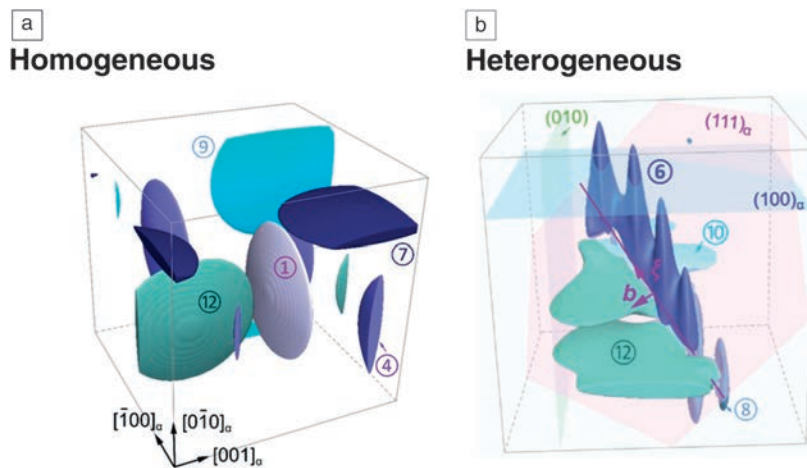 a
Homogeneous
⑨
⑦
①
⑫
④
[1̄00]α
[01̄0]α
[001]α
b
Heterogeneous
(010)
(111)α
⑥
(100)α
⑩
ξ
b
⑫
⑧